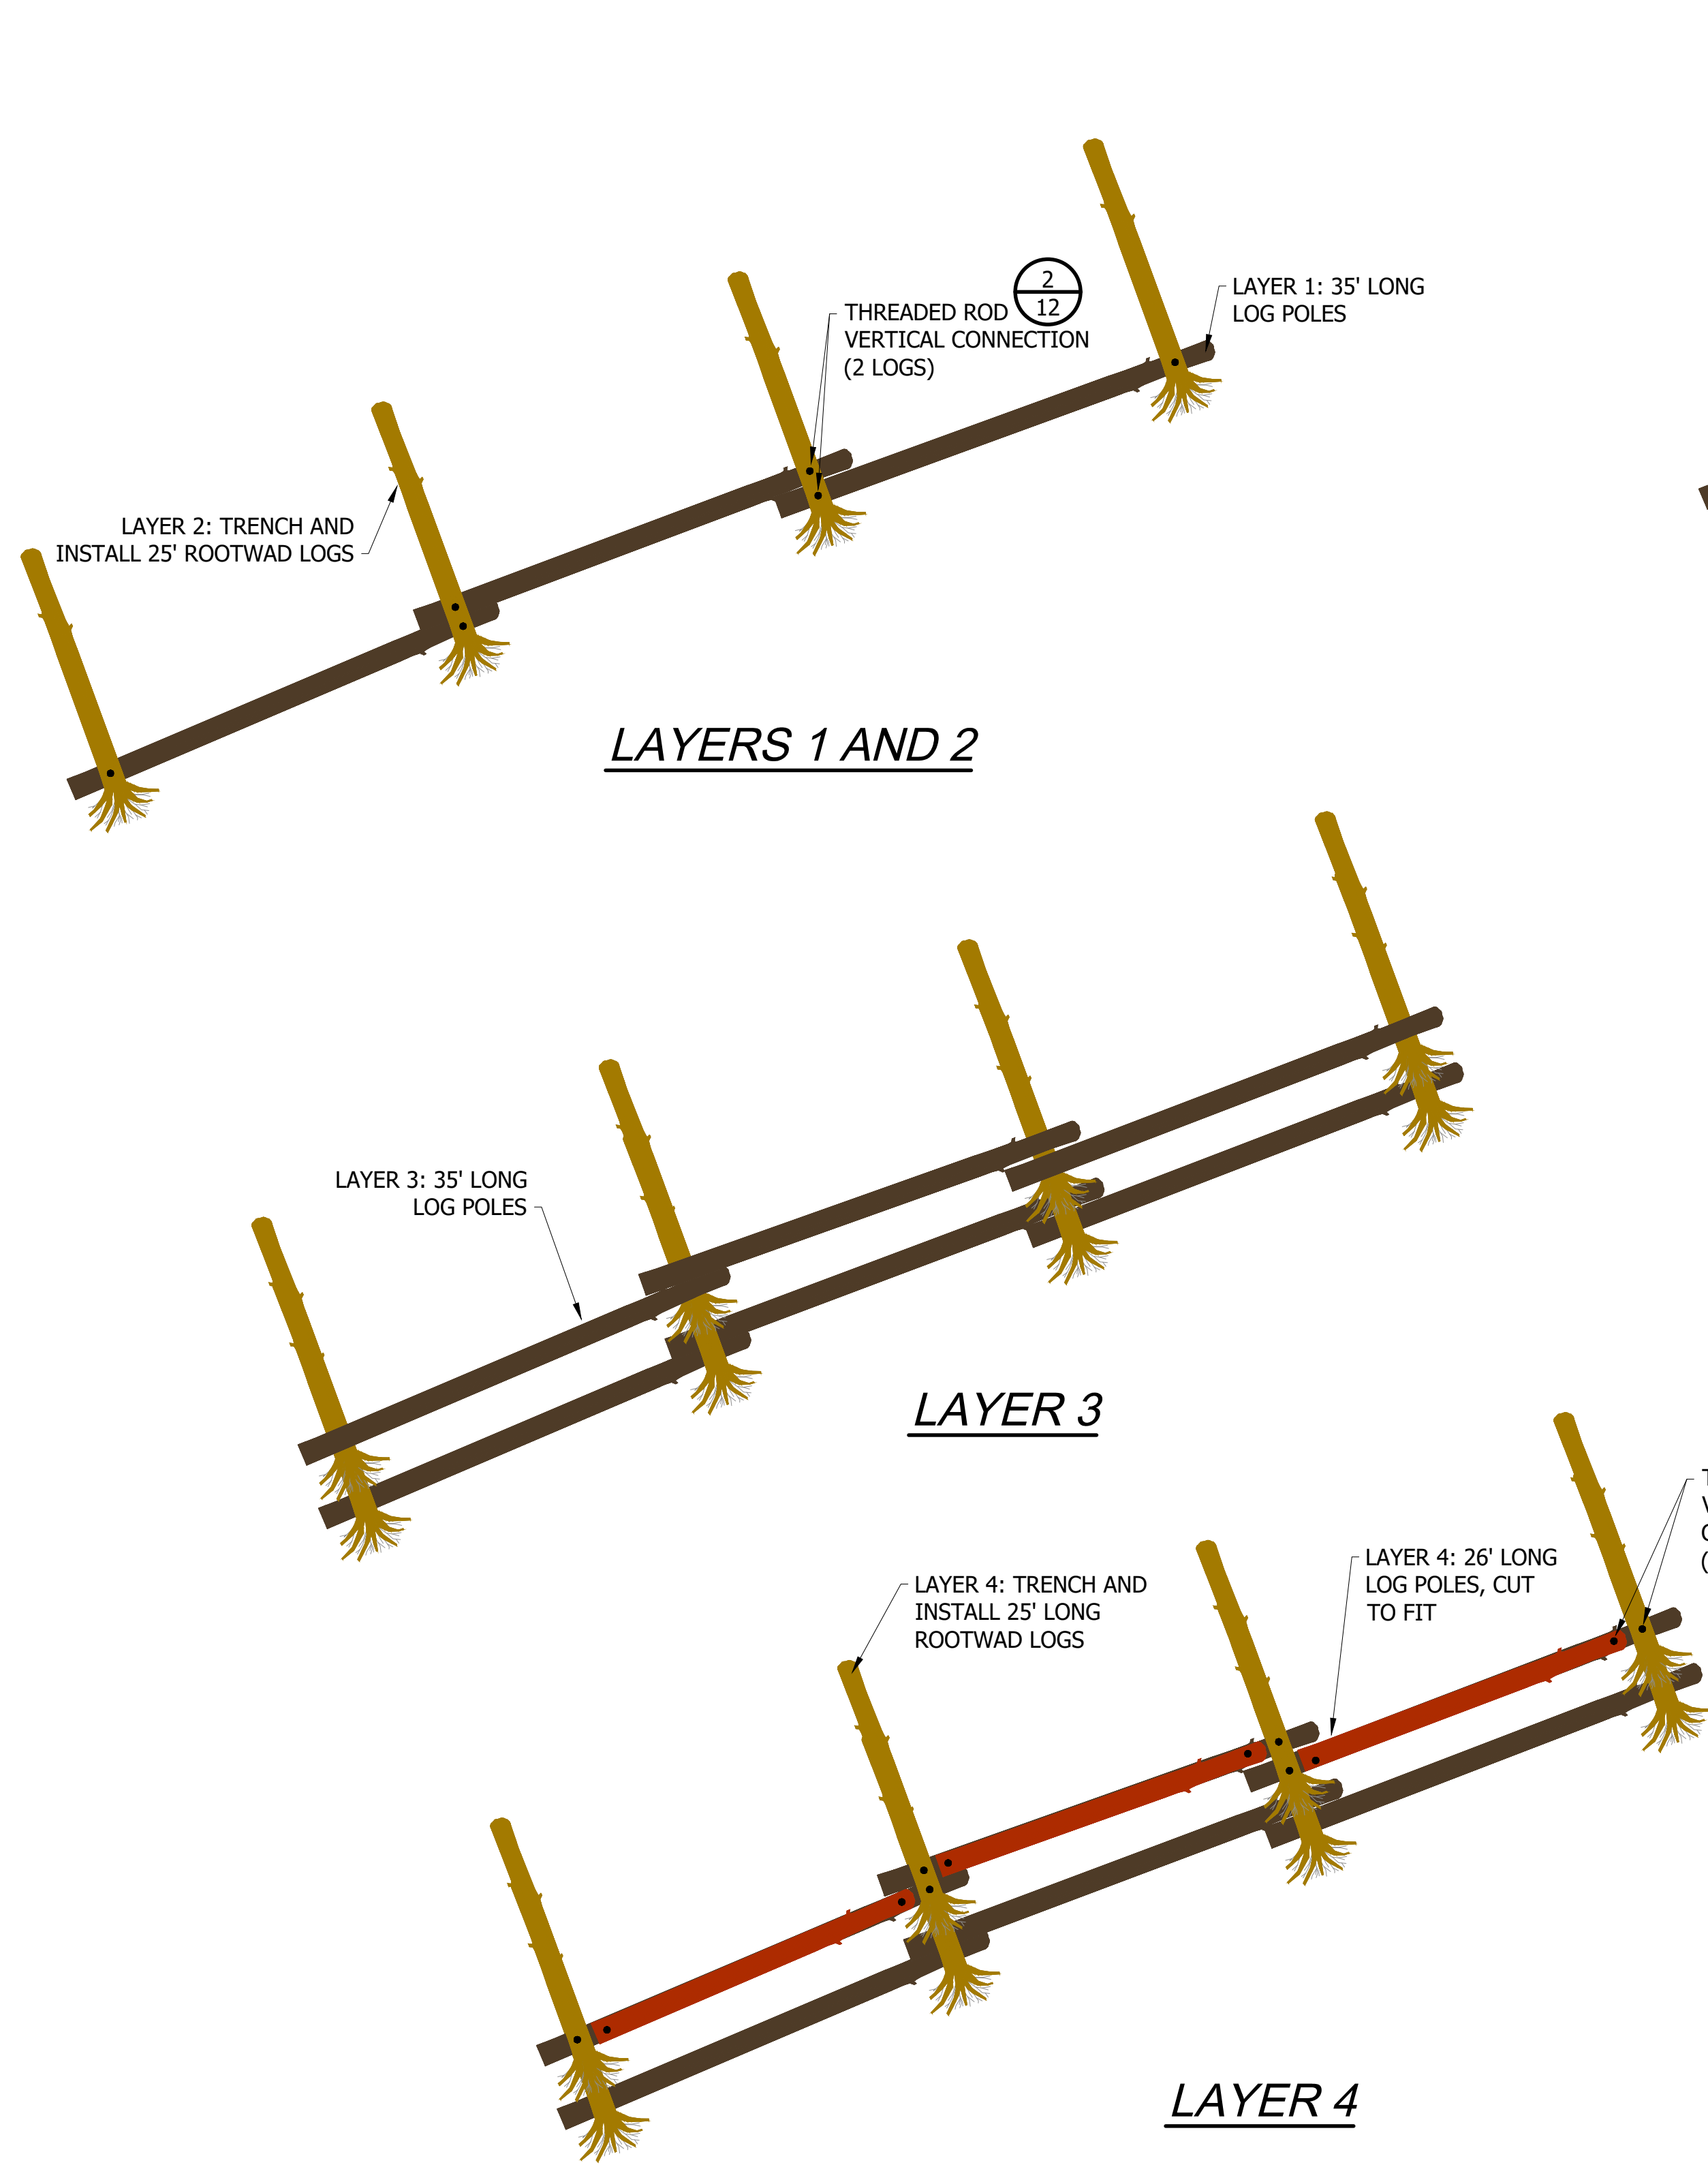 2
12
THREADED ROD
VERTICAL CONNECTION
(2 LOGS)
LAYER 1: 35' LONG
LOG POLES
LAYER 2: TRENCH AND
INSTALL 25' ROOTWAD LOGS
LAYERS 1 AND 2
LAYER 3: 35' LONG
LOG POLES
LAYER 3
LAYER 4: TRENCH AND
INSTALL 25' LONG
ROOTWAD LOGS
LAYER 4: 26' LONG
LOG POLES, CUT
TO FIT
LAYER 4